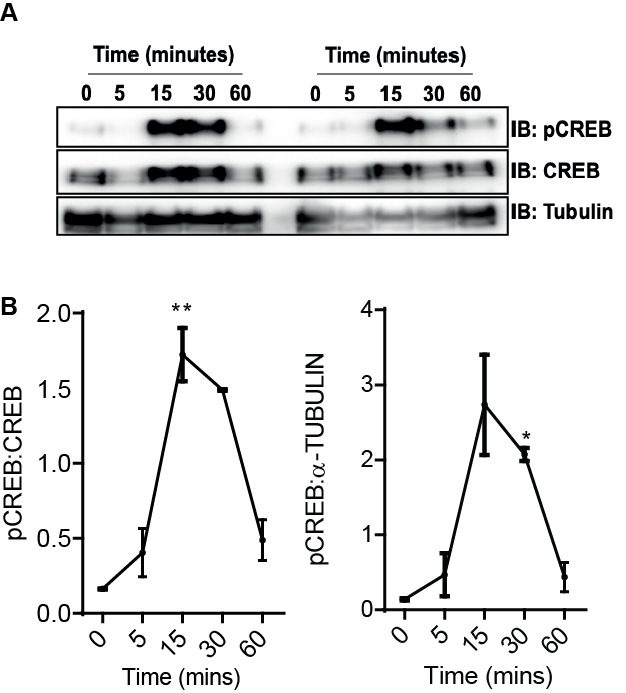 A
Time (minutes) Time (minutes)
0 5 15 30 60 0 5 15 30 60
IB: pCREB
IB: CREB
IB: Tubulin
B
pCREB:CREB
2.0
1.5
1.0
0.5
0.0
**
0 5 15 30 60
Time (mins)
pCREB:α-TUBULIN
4
3
2
1
0
*
0 5 15 30 60
Time (mins)